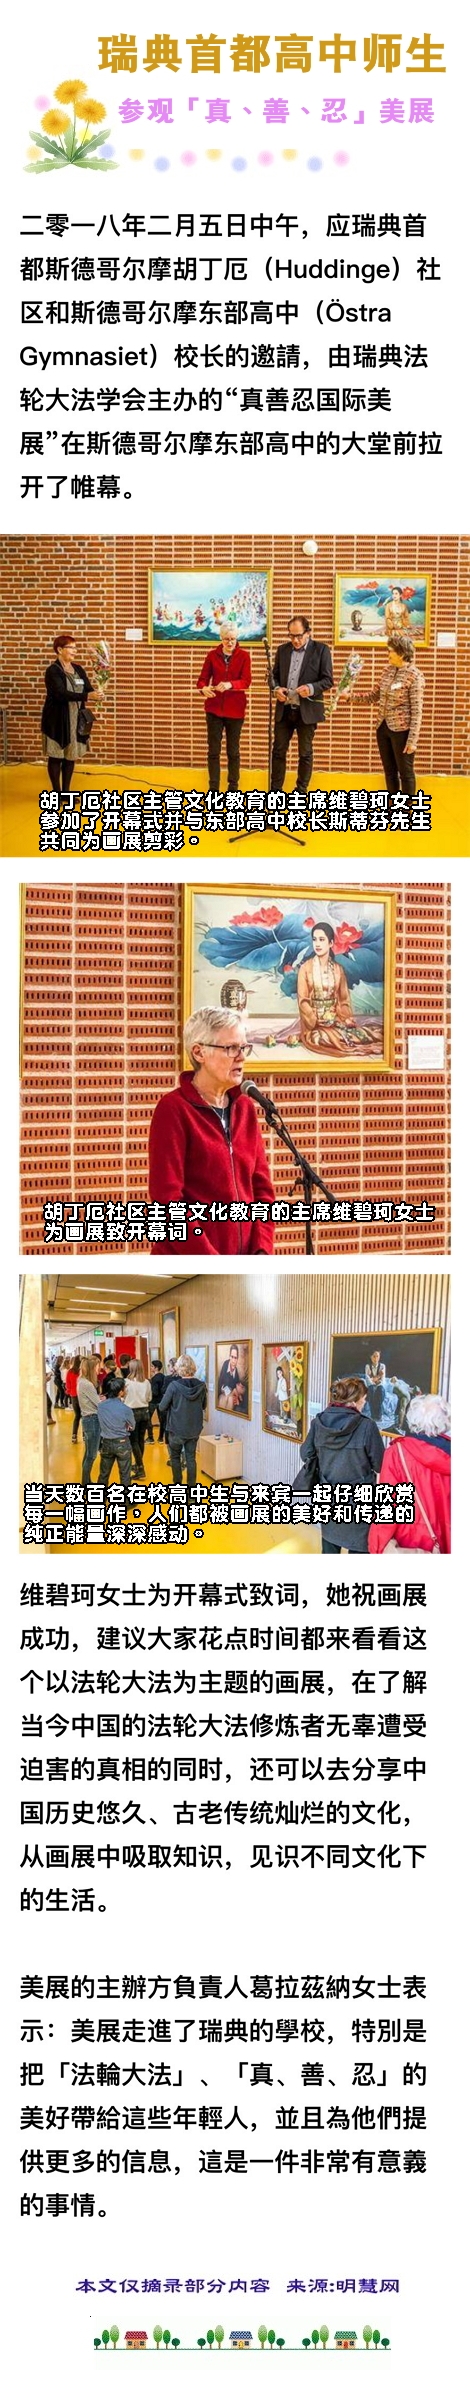 瑞典首都高中师生
参观「真、善、忍」美展
二零一八年二月五日中午，应瑞典首
都斯德哥尔摩胡丁厄（Huddinge）社
区和斯德哥尔摩东部高中（Östra
Gymnasiet）校长的邀請，由瑞典法
轮大法学会主办的“真善忍国际美
展”在斯德哥尔摩东部高中的大堂前拉
开了帷幕。
胡丁厄社区主管文化教育的主席维碧珂女士
参加了开幕式并与东部高中校长斯蒂芬先生
共同为画展剪彩。
胡丁厄社区主管文化教育的主席维碧珂女士
为画展致开幕词。
当天数百名在校高中生与来宾一起仔细欣赏
每一幅画作，人们都被画展的美好和传递的
纯正能量深深感动。
维碧珂女士为开幕式致词，她祝画展
成功，建议大家花点时间都来看看这
个以法轮大法为主题的画展，在了解
当今中国的法轮大法修炼者无辜遭受
迫害的真相的同时，还可以去分享中
国历史悠久、古老传统灿烂的文化，
从画展中吸取知识，见识不同文化下
的生活。
美展的主辦方負責人葛拉茲納女士表
示：美展走進了瑞典的學校，特別是
把「法輪大法」、「真、善、忍」的
美好帶給這些年輕人，並且為他們提
供更多的信息，這是一件非常有意義
的事情。
本文仅摘录部分内容 来源:明慧网